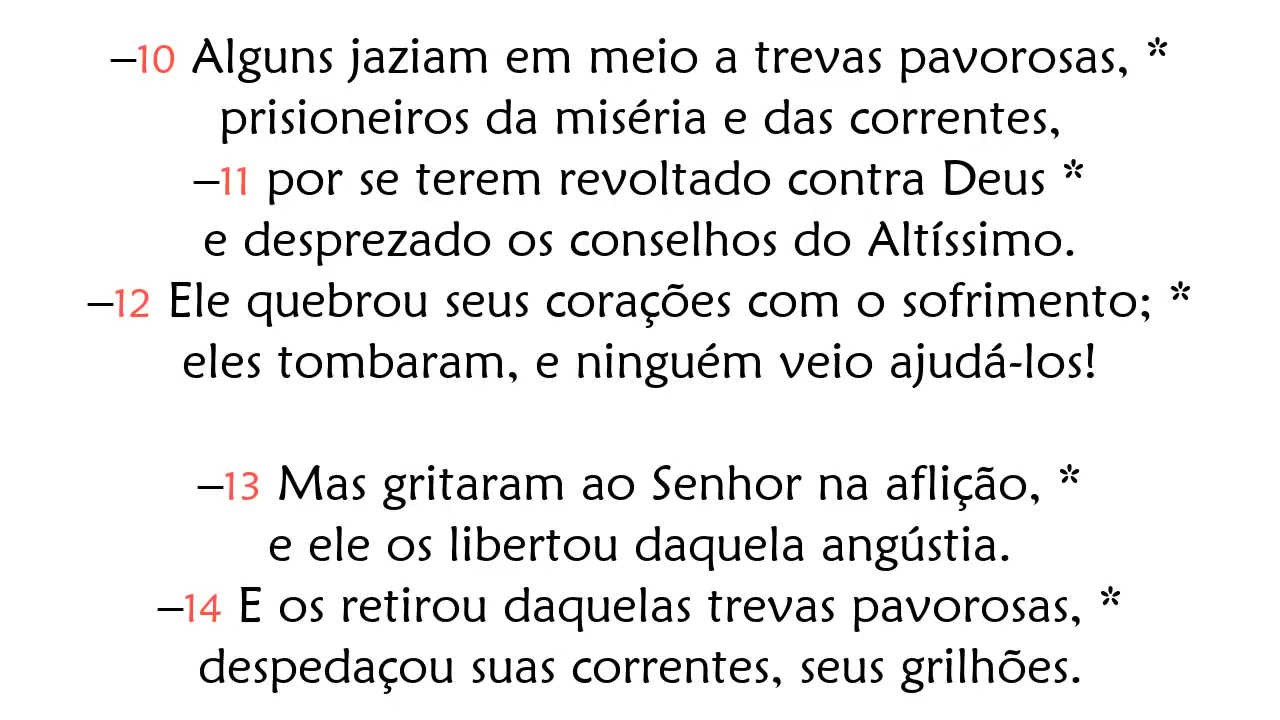 –10 Alguns jaziam em meio a trevas pavorosas, *
prisioneiros da miséria e das correntes,
–11 por se terem revoltado contra Deus *
e desprezado os conselhos do Altíssimo.
–12 Ele quebrou seus corações com o sofrimento; *
eles tombaram, e ninguém veio ajudá-los!
–13 Mas gritaram ao Senhor na aflição, *
e ele os libertou daquela angústia.
–14 E os retirou daquelas trevas pavorosas, *
despedaçou suas correntes, seus grilhões.